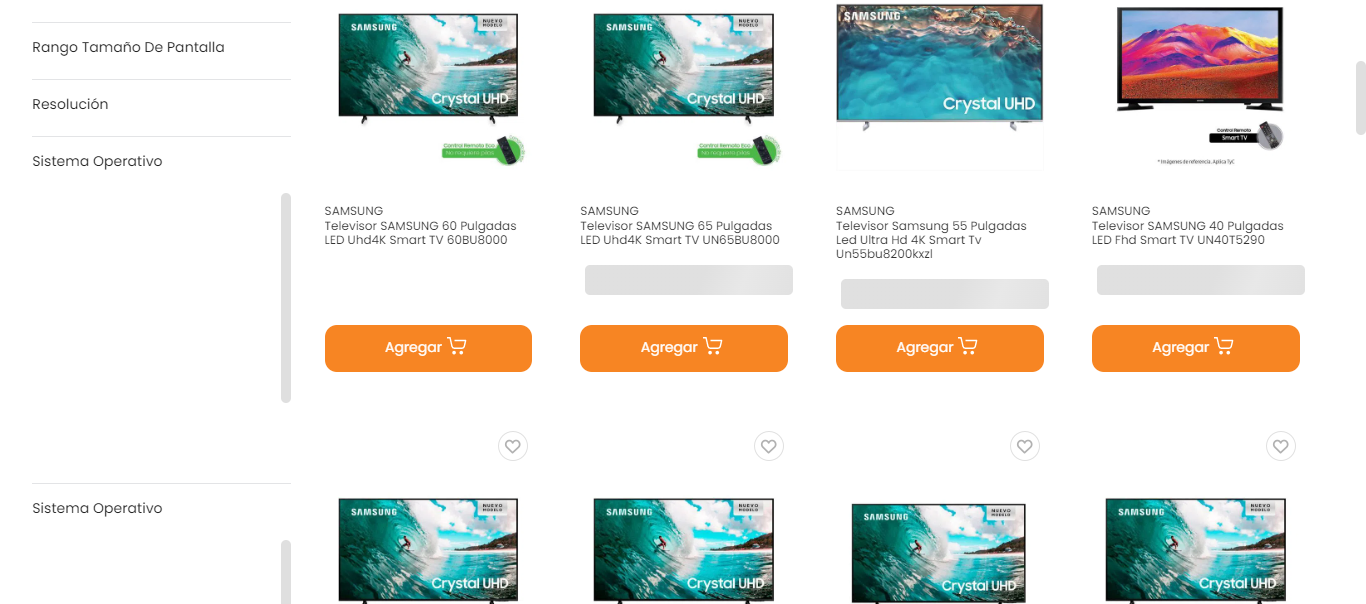 Rango Tamaño De Pantalla
Resolución
Sistema Operativo
SAMSUNG
NUEVO
MODELO
Crystal UHD
Control Remoto Eco
No requiere pilas
SAMSUNG
Televisor SAMSUNG 60 Pulgadas
LED Uhd4K Smart TV 60BU8000
Agregar
SAMSUNG
NUEVO
MODELO
Crystal UHD
Control Remoto Eco
No requiere pilas
SAMSUNG
Televisor SAMSUNG 65 Pulgadas
LED Uhd4K Smart TV UN65BU8000
Agregar
SAMSUNG
Crystal UHD
SAMSUNG
Televisor Samsung 55 Pulgadas
Led Ultra Hd 4K Smart Tv
Un55bu8200kxzl
Agregar
Control Remoto
Smart TV
* Imágenes de referencia. Aplica TyC
SAMSUNG
Televisor SAMSUNG 40 Pulgadas
LED Fhd Smart TV UN40T5290
Agregar
Sistema Operativo
SAMSUNG
NUEVO
MODELO
Crystal UHD
SAMSUNG
NUEVO
MODELO
Crystal UHD
SAMSUNG
NUEVO
MODELO
Crystal UHD
SAMSUNG
NUEVO
MODELO
Crystal UHD